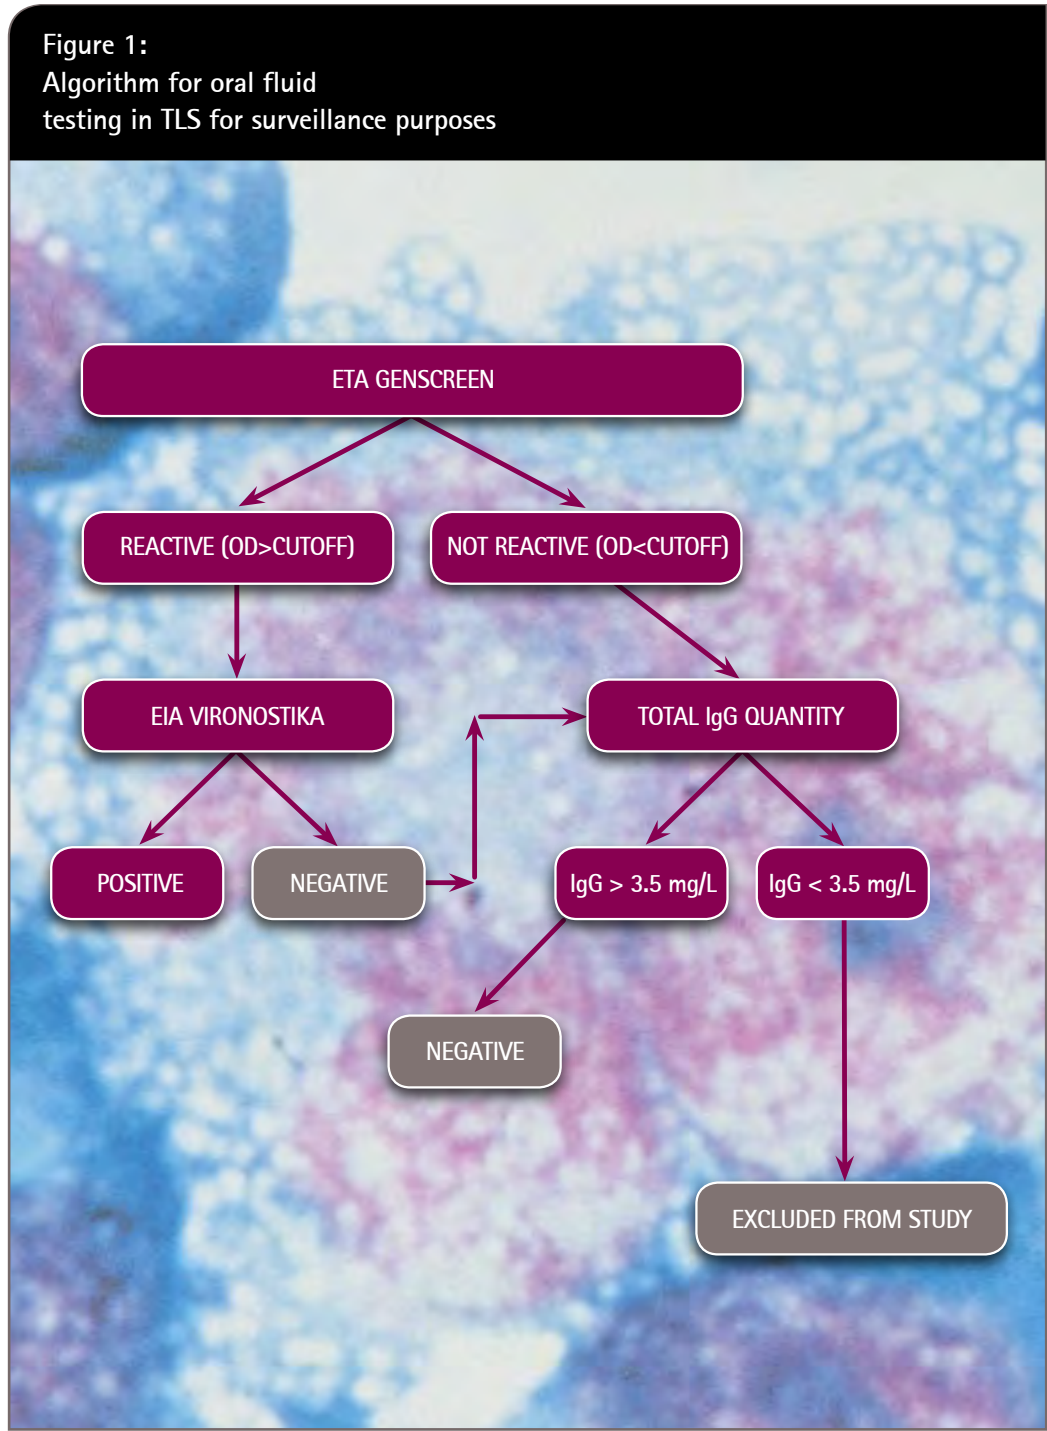 Figure 1:
Algorithm for oral fluid
testing in TLS for surveillance purposes
ETA GENSCREEN
REACTIVE (OD>CUTOFF)
NOT REACTIVE (OD<CUTOFF)
EIA VIRONOSTIKA
TOTAL IgG QUANTITY
POSITIVE
NEGATIVE
IgG > 3.5 mg/L
IgG < 3.5 mg/L
NEGATIVE
EXCLUDED FROM STUDY